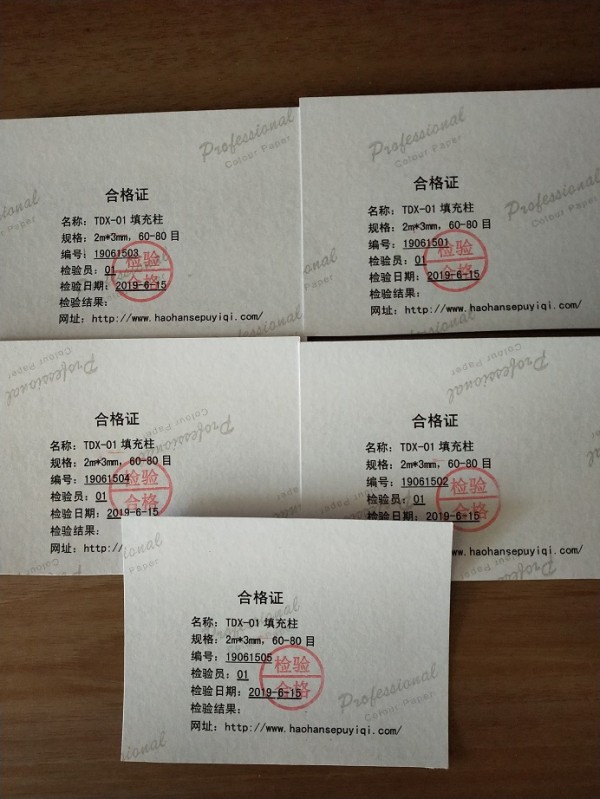 Professional
Colour Paper
Professional
Colour Paper
合格证
名称: TDX-01 填充柱
规格: 2m*3mm, 60-80 目
编号: 19061503
检验员: 01
检验日期: 2019-6-15
检验结果:
网址: http://www.haohansepuyiqi.com/
检验
合格
Professional
Colour Paper
Professional
Colour Paper
合格证
名称: TDX-01 填充柱
规格: 2m*3mm, 60-80 目
编号: 19061501
检验员: 01
检验日期: 2019-6-15
检验结果:
网址: http://www.haohansepuyiqi.com/
检验
合格
Professional
Colour Paper
Professional
Colour Paper
合格证
名称: TDX-01 填充柱
规格: 2m*3mm, 60-80 目
编号: 19061504
检验员: 01
检验日期: 2019-6-15
检验结果:
网址: http://
检验
合格
Professional
Colour Paper
合格证
名称: TDX-01 填充柱
规格: 2m*3mm, 60-80 目
编号: 19061502
检验员: 01
检验日期: 2019-6-15
检验结果:
www.haohansepuyiqi.com/
检验
合格
合格证
名称: TDX-01 填充柱
规格: 2m*3mm, 60-80 目
编号: 19061505
检验员: 01
检验日期: 2019-6-15
检验结果:
网址: http://www.haohansepuyiqi.com/
检验
合格
Professional
Colour Paper